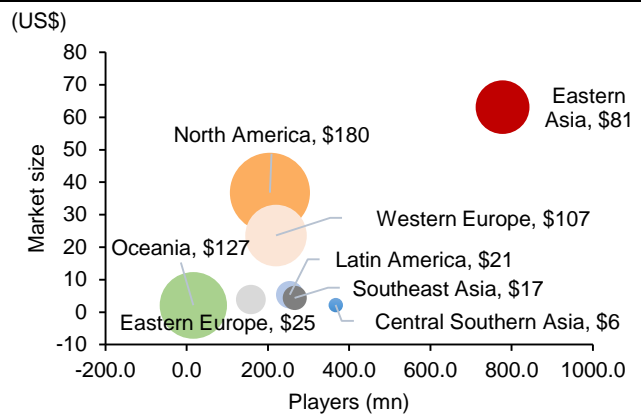 (US$)
80
70
60
50
40
30
20
10
0
-10
Market size
Eastern
Asia, $81
North America, $180
Western Europe, $107
Oceania, $127
Latin America, $21
Southeast Asia, $17
Eastern Europe, $25
Central Southern Asia, $6
-200.0
0.0
200.0
400.0
600.0
800.0
1000.0
Players (mn)